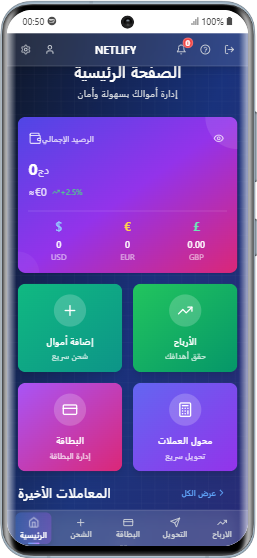 00:50
100%
NETLIFY
0
الصفحة الرئيسية
إدارة أموالك بسهولة وأمان
الرصيد الإجمالي
0دج
≈€0 +2.5%
$ € £
0 0 0.00
USD EUR GBP
إضافة أموال
شحن سريع
الأرباح
حقق أهدافك
البطاقة
إدارة البطاقة
محول العملات
تحويل سريع
المعاملات الأخيرة
عرض الكل
الرئيسية الشحن البطاقة التحويل الأرباح